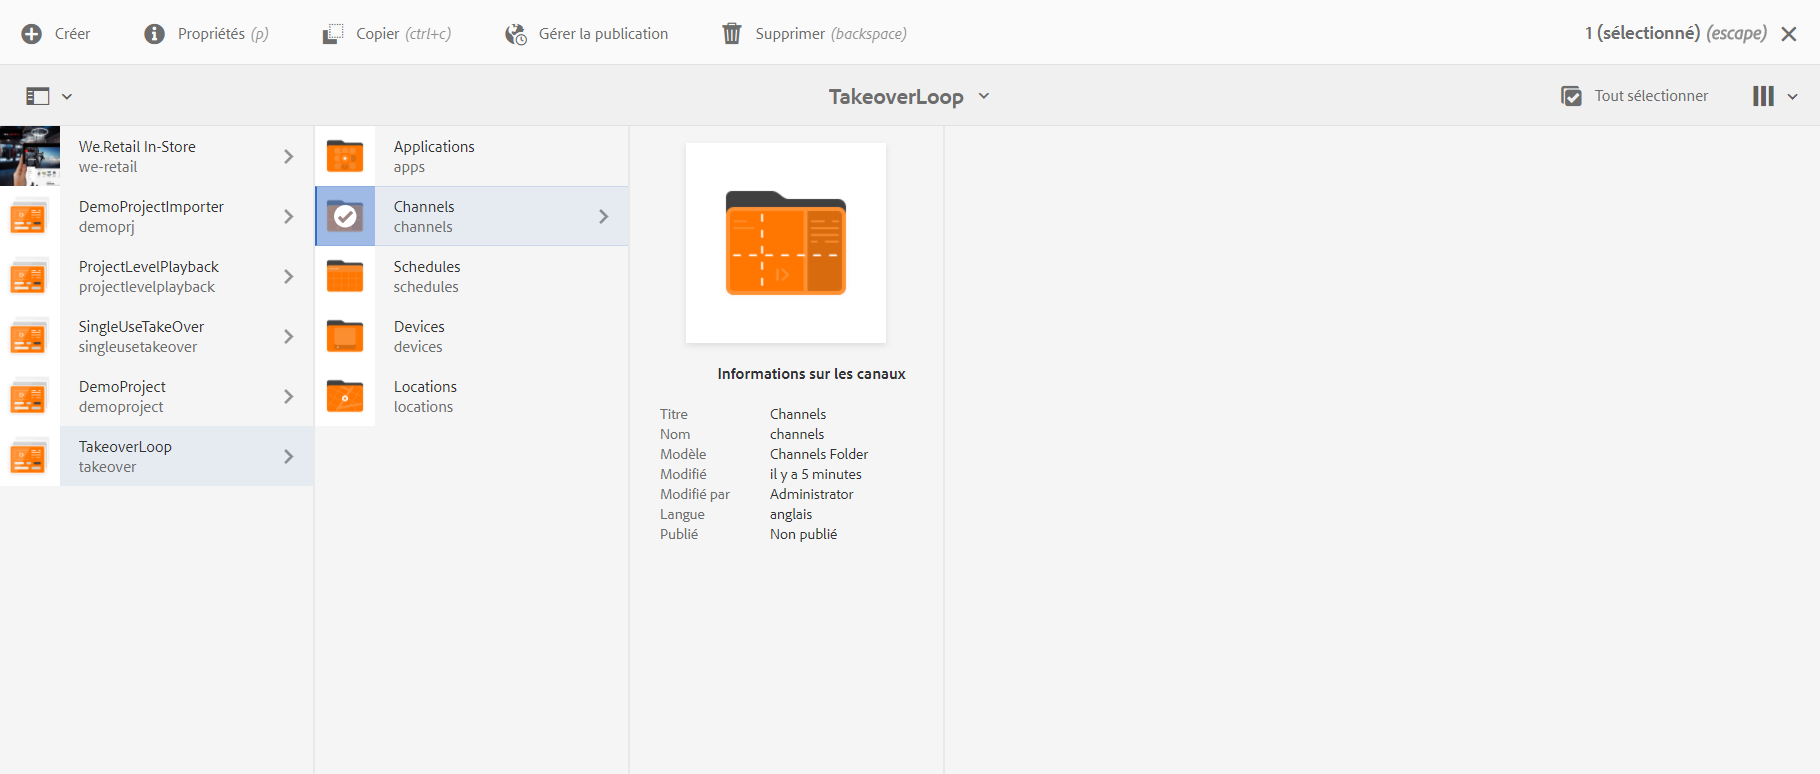 Créer
Propriétés (p)
Copier (ctrl+c)
Gérer la publication
Supprimer (backspace)
1 (sélectionné) (escape)
TakeoverLoop
Tout sélectionner
We.Retail In-Store
we-retail
DemoProjectImporter
demoprj
ProjectLevelPlayback
projectlevelplayback
SingleUseTakeOver
singleusetakeover
DemoProject
demoproject
TakeoverLoop
takeover
Applications
apps
Channels
channels
Schedules
schedules
Devices
devices
Locations
locations
Informations sur les canaux
Titre Channels
Nom channels
Modèle Channels Folder
Modifié il y a 5 minutes
Modifié par Administrator
Langue anglais
Publié Non publié